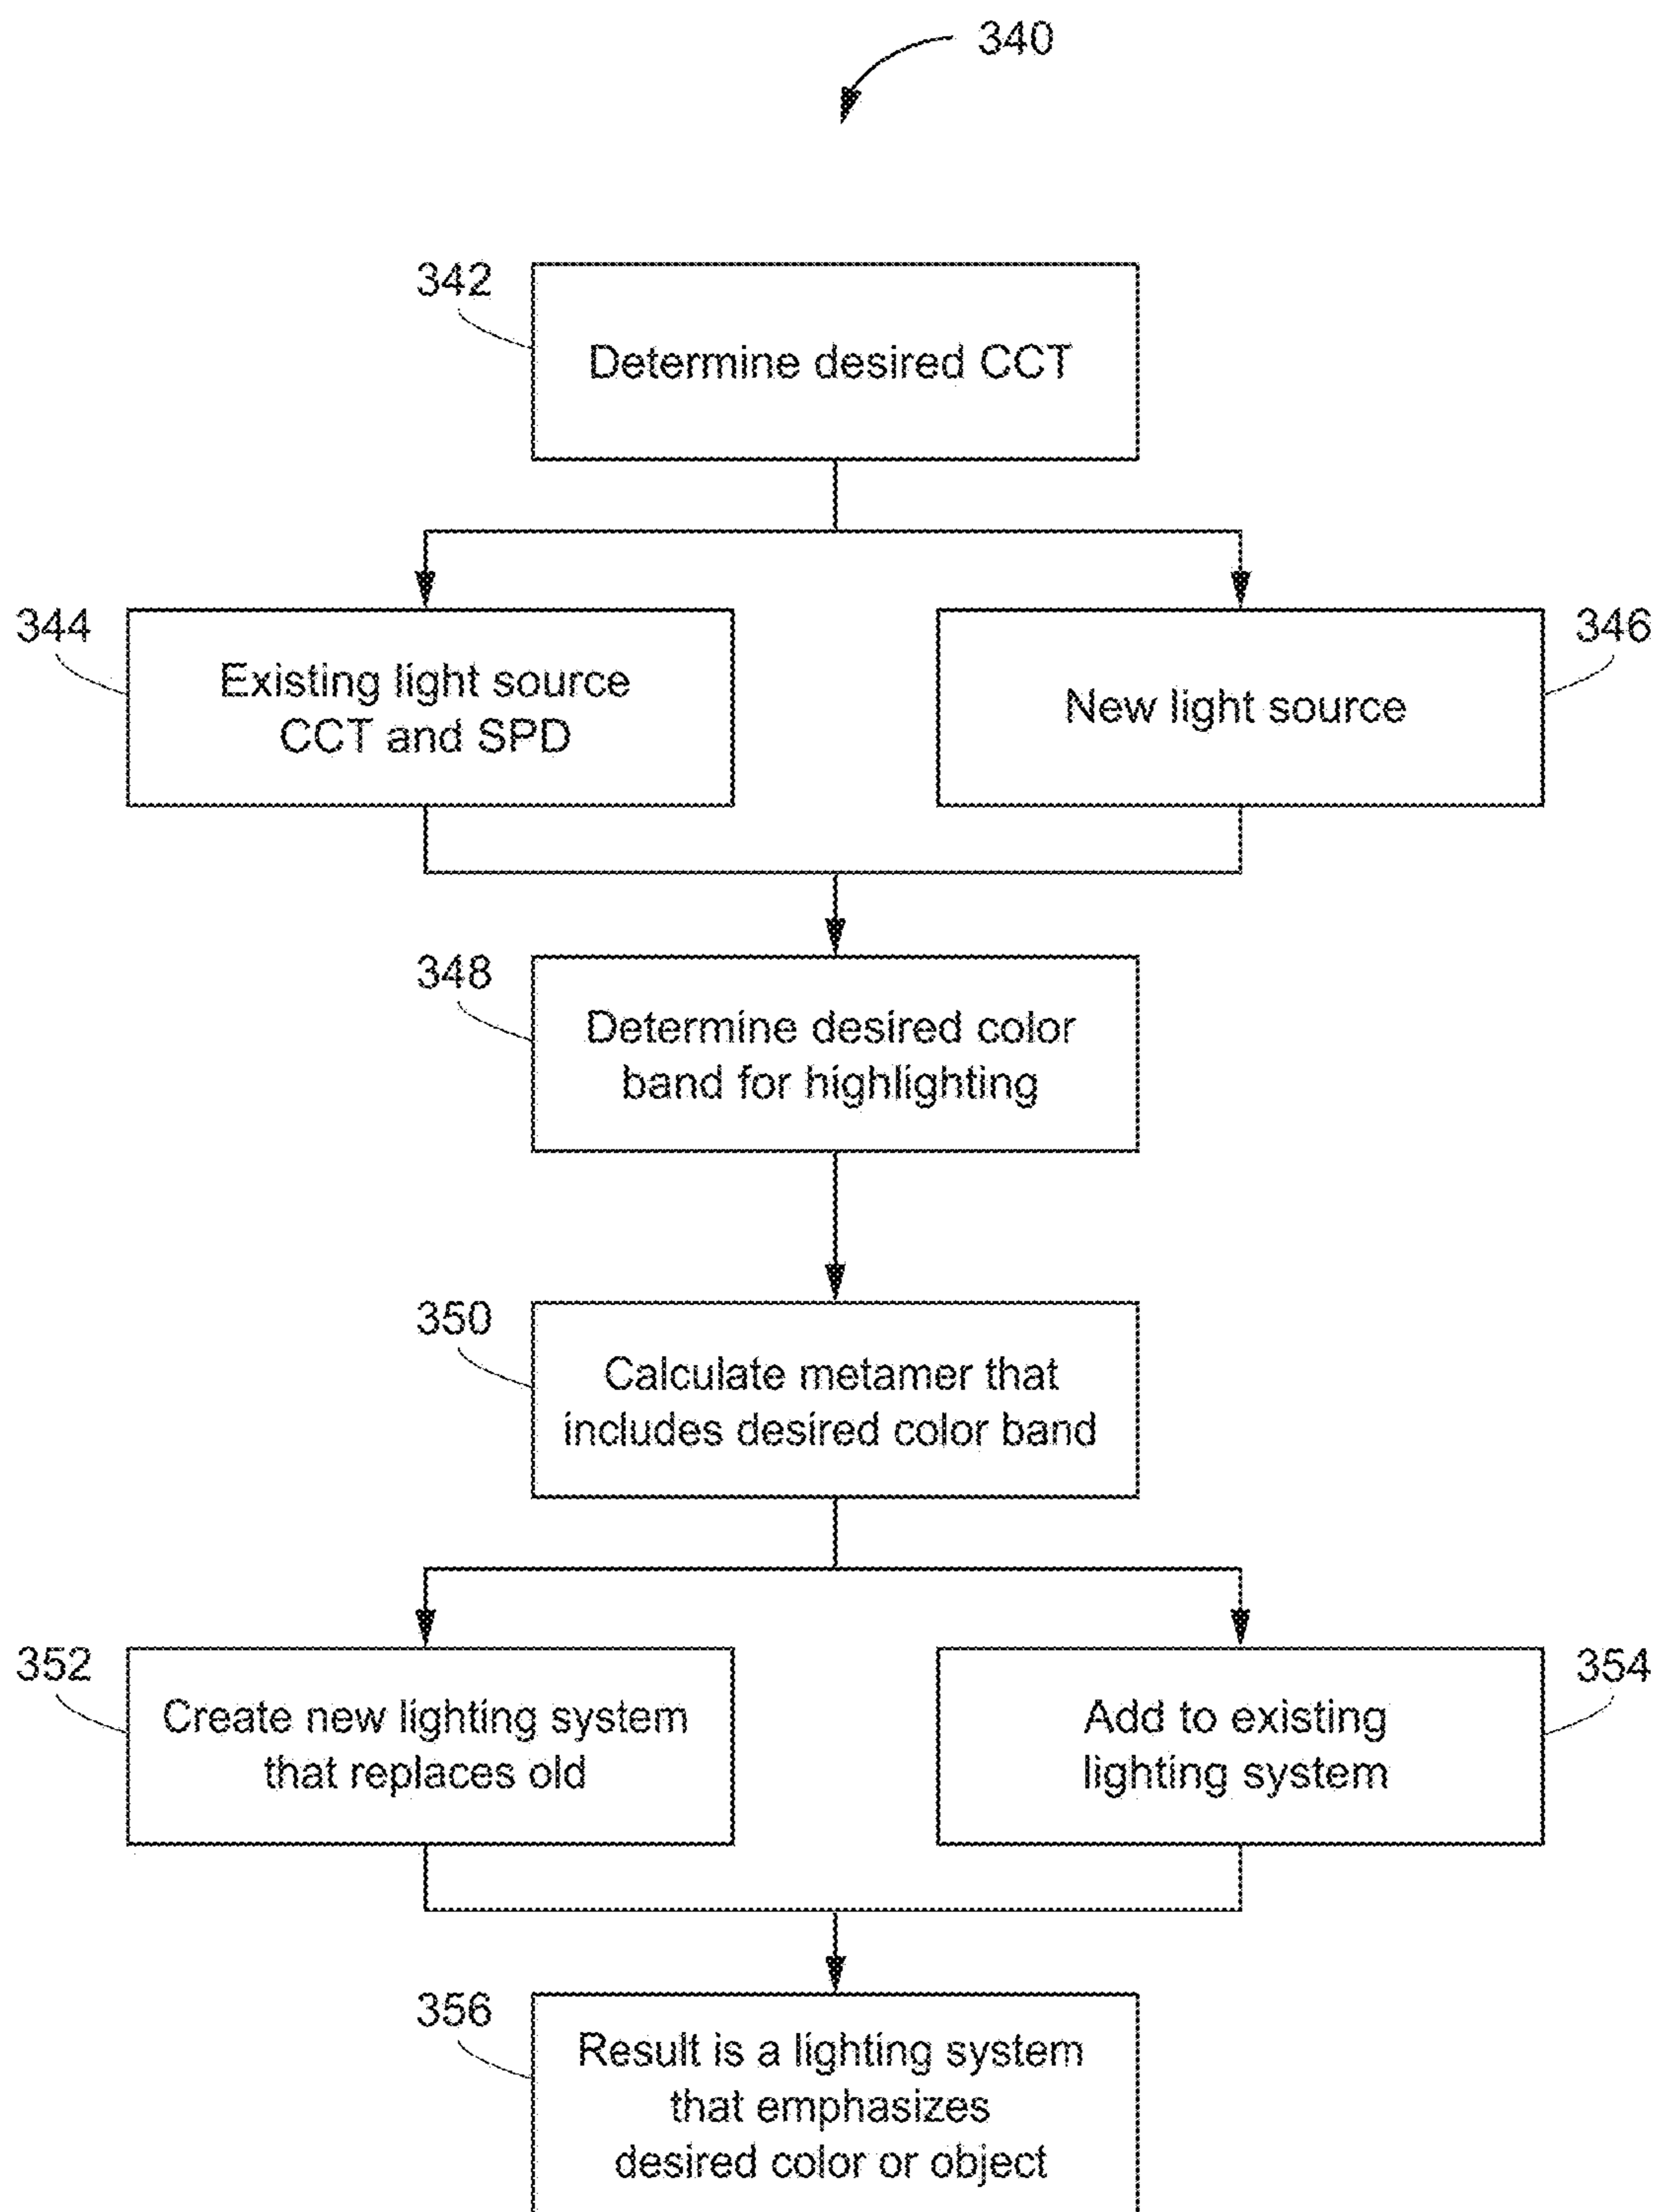 340
342
Determine desired CCT
344
Existing light source
CCT and SPD
346
New light source
348
Determine desired color
band for highlighting
350
Calculate metamer that
includes desired color band
352
Create new lighting system
that replaces old
354
Add to existing
lighting system
356
Result is a lighting system
that emphasizes
desired color or object